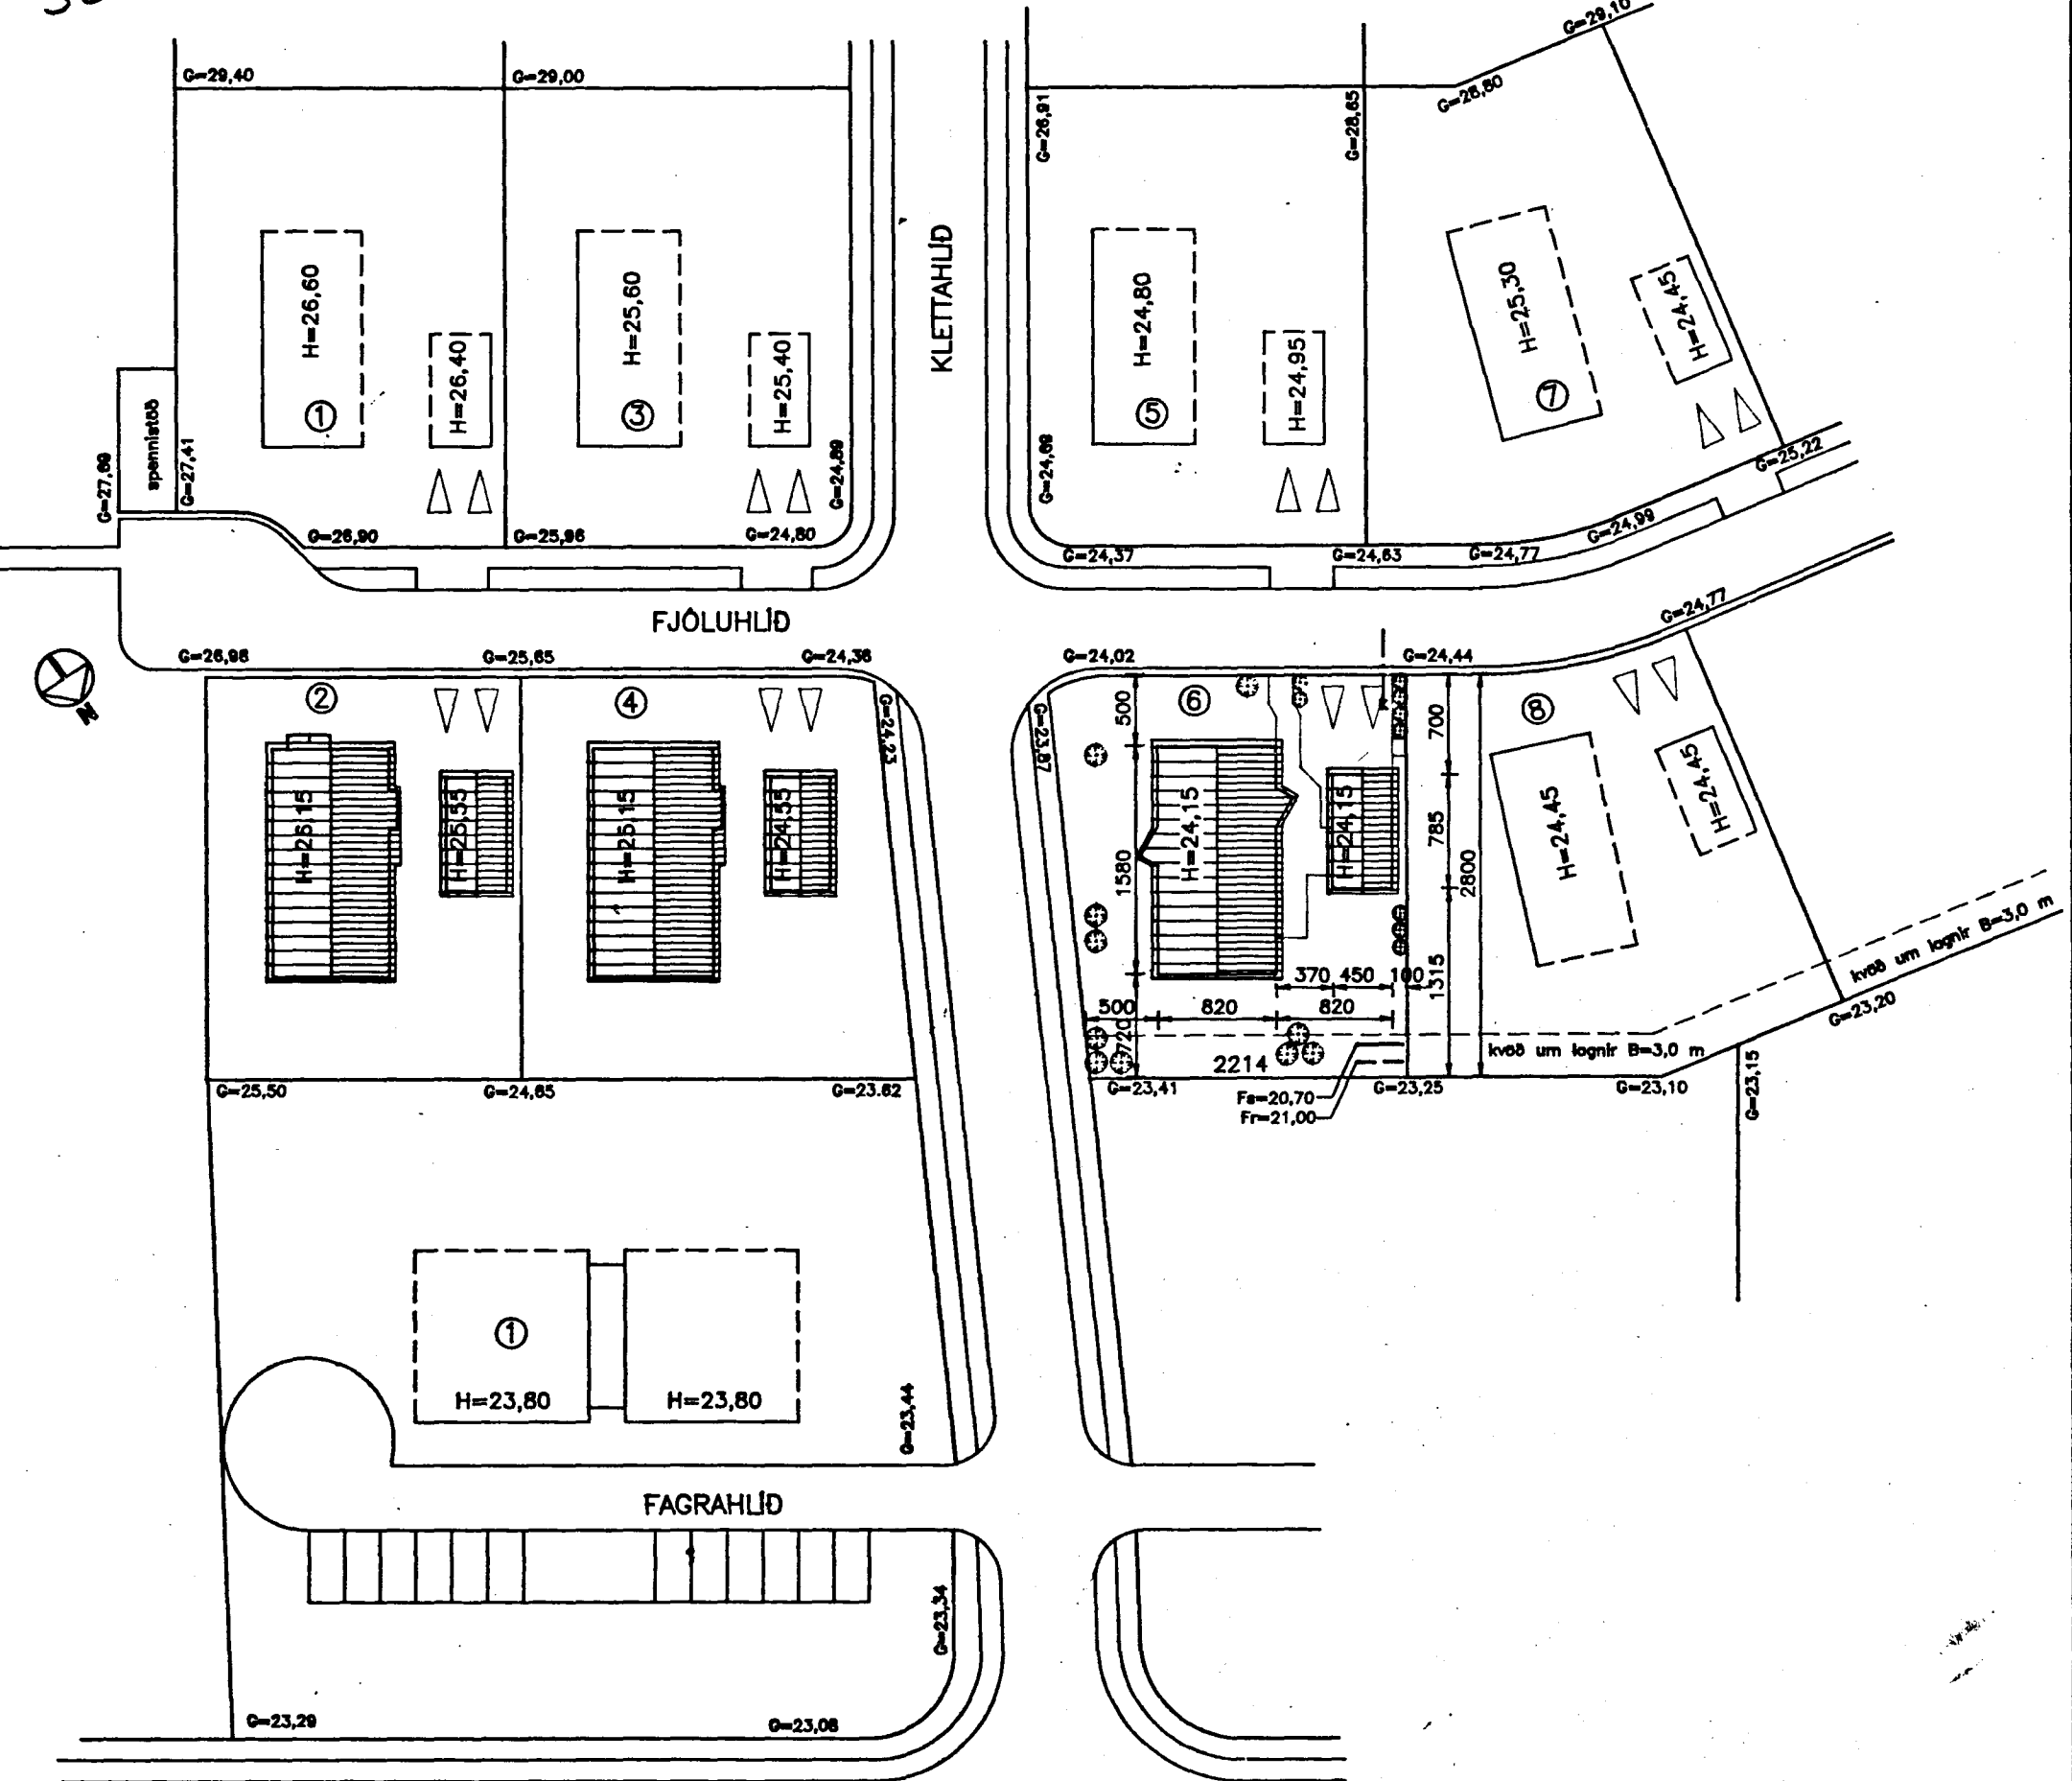 G=29,10
G=29,40
G=29,00
G=26,91
G=28,65
G=28,80
H=26,60
H=26,40
①
H=25,60
H=25,40
③
KLETTAHLÍÐ
H=24,80
H=24,95
⑤
H=25,30
H=24,45
⑦
spennistöð
G=27,69
G=27,41
G=24,89
G=24,69
G=25,22
G=26,90
G=25,96
G=24,80
G=24,37
G=24,63
G=24,77
G=24,99
FJÓLUHLÍÐ
G=24,77
G=26,98
G=25,65
G=24,36
G=24,02
G=24,44
N
②
④
⑥
⑧
G=24,23
G=23,87
500
700
H=26,15
H=25,55
H=25,15
H=24,55
H=24,15
H=24,15
H=24,45
H=24,45
1580
785
2800
1315
370 450 100
500
820
820
720
2214
kvöð um lagnir B=3,0 m
kvöð um lagnir B=3,0 m
G=23,20
G=25,50
G=24,65
G=23.62
G=23,41
G=23,25
G=23,10
G=23,15
Fs=20,70
Fr=21,00
①
H=23,80
H=23,80
G=23,44
FAGRAHLÍÐ
G=23,34
G=23,29
G=23,08